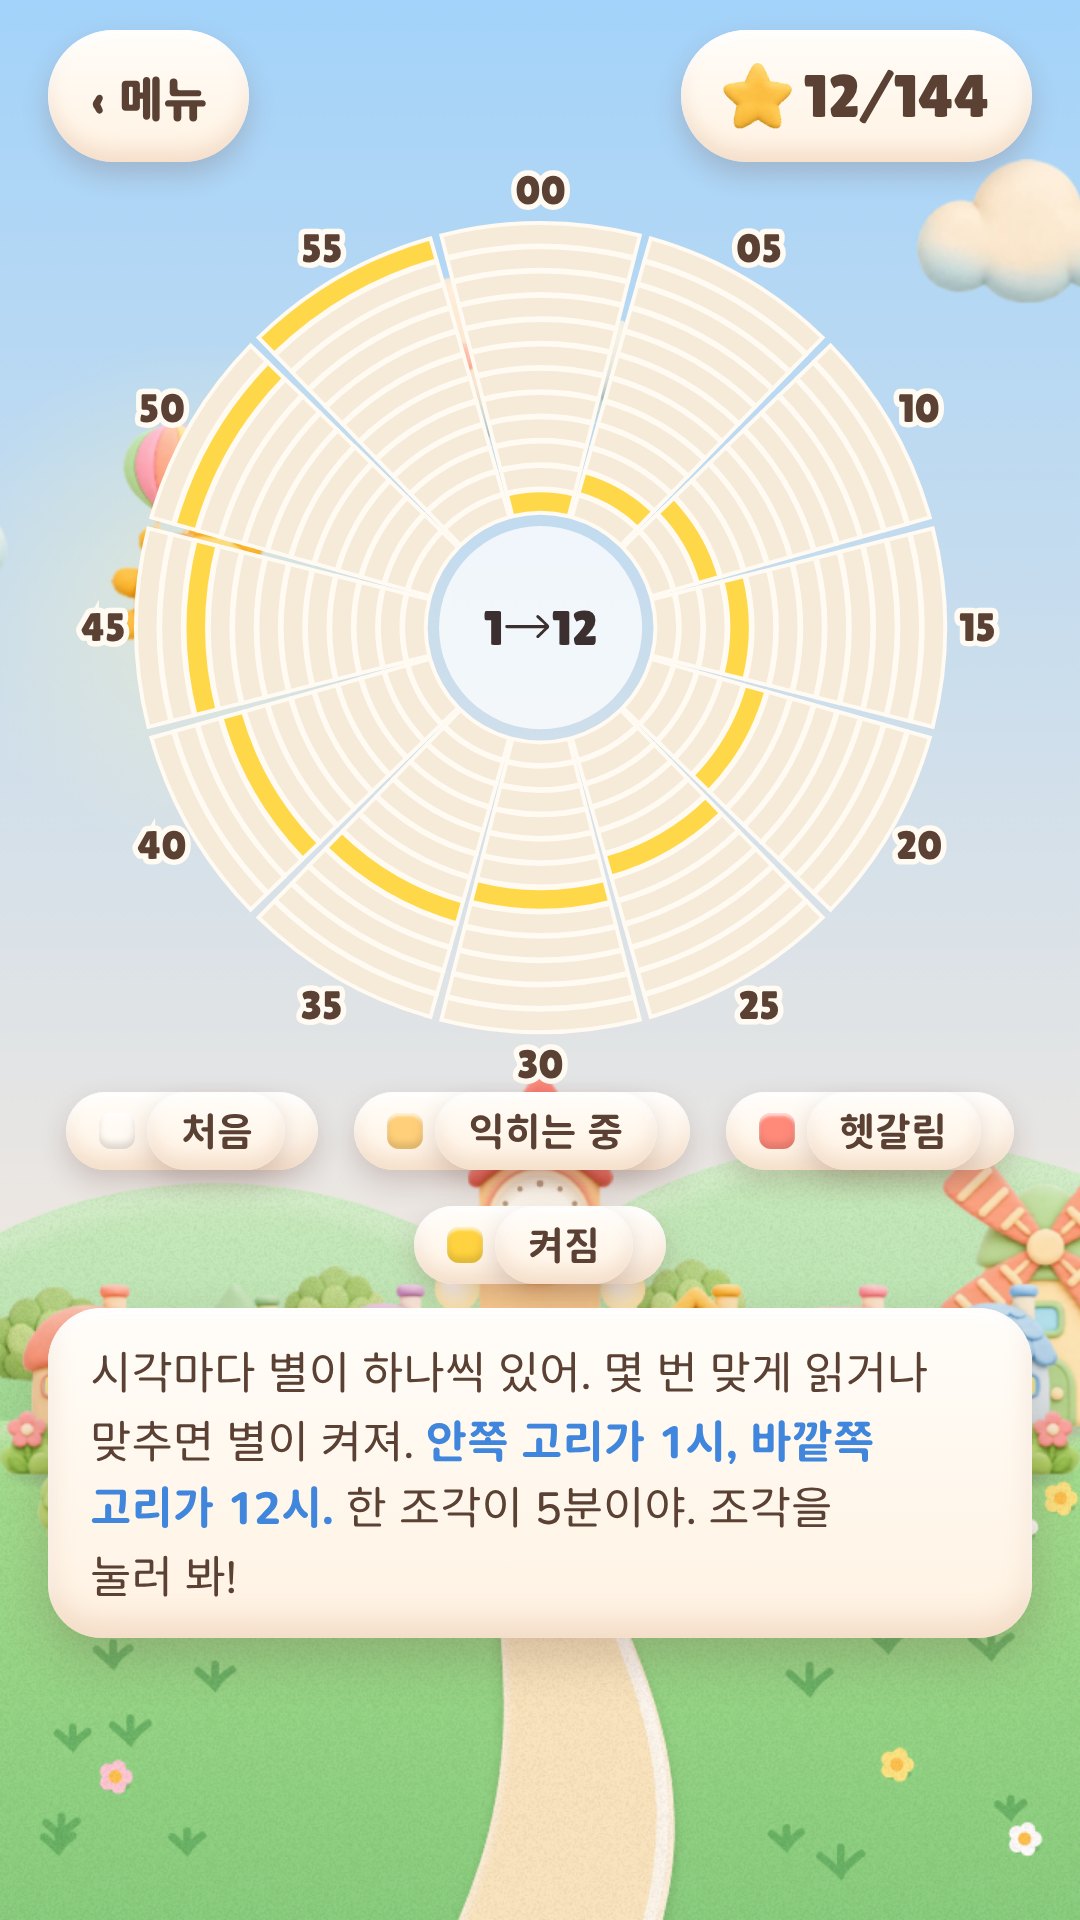 ‹ 메뉴
12/144
00
55
05
50
10
45
1→12
15
40
20
35
25
30
처음
익히는 중
헷갈림
켜짐
시각마다 별이 하나씩 있어. 몇 번 맞게 읽거나
맞추면 별이 켜져. 안쪽 고리가 1시, 바깥쪽
고리가 12시. 한 조각이 5분이야. 조각을
눌러 봐!